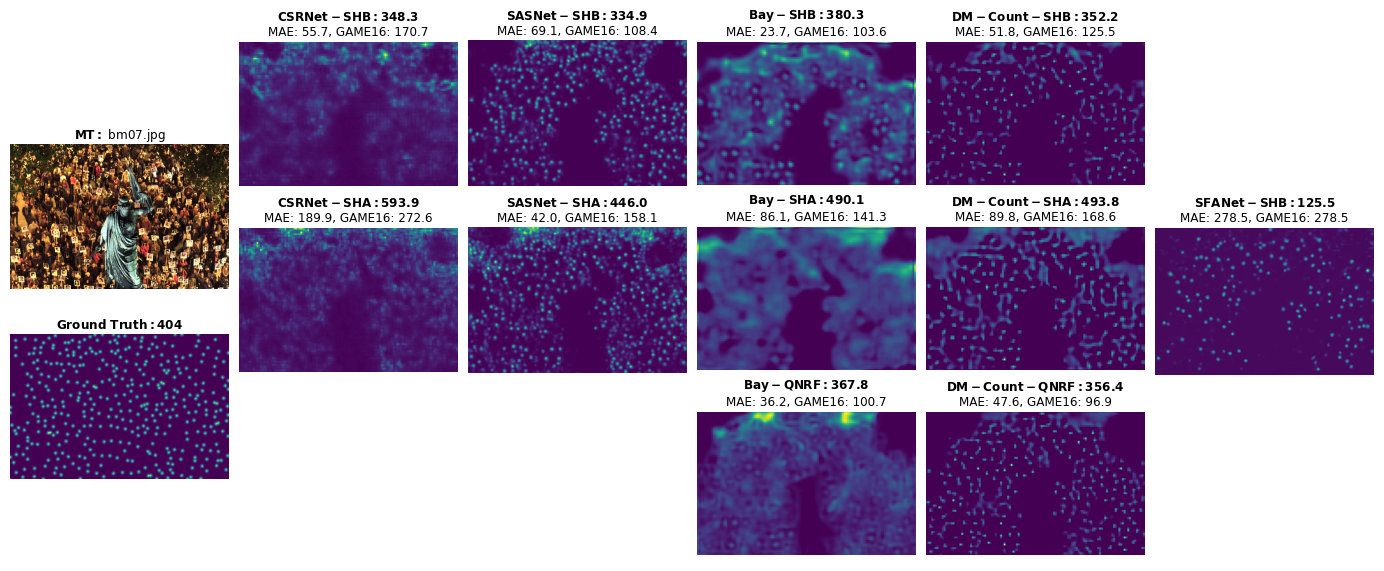 CSRNet − SHB : 348.3
MAE: 55.7, GAME16: 170.7
SASNet − SHB : 334.9
MAE: 69.1, GAME16: 108.4
Bay − SHB : 380.3
MAE: 23.7, GAME16: 103.6
DM − Count − SHB : 352.2
MAE: 51.8, GAME16: 125.5
MT : bm07.jpg
CSRNet − SHA : 593.9
MAE: 189.9, GAME16: 272.6
SASNet − SHA : 446.0
MAE: 42.0, GAME16: 158.1
Bay − SHA : 490.1
MAE: 86.1, GAME16: 141.3
DM − Count − SHA : 493.8
MAE: 89.8, GAME16: 168.6
SFANet − SHB : 125.5
MAE: 278.5, GAME16: 278.5
Ground Truth : 404
Bay − QNRF : 367.8
MAE: 36.2, GAME16: 100.7
DM − Count − QNRF : 356.4
MAE: 47.6, GAME16: 96.9